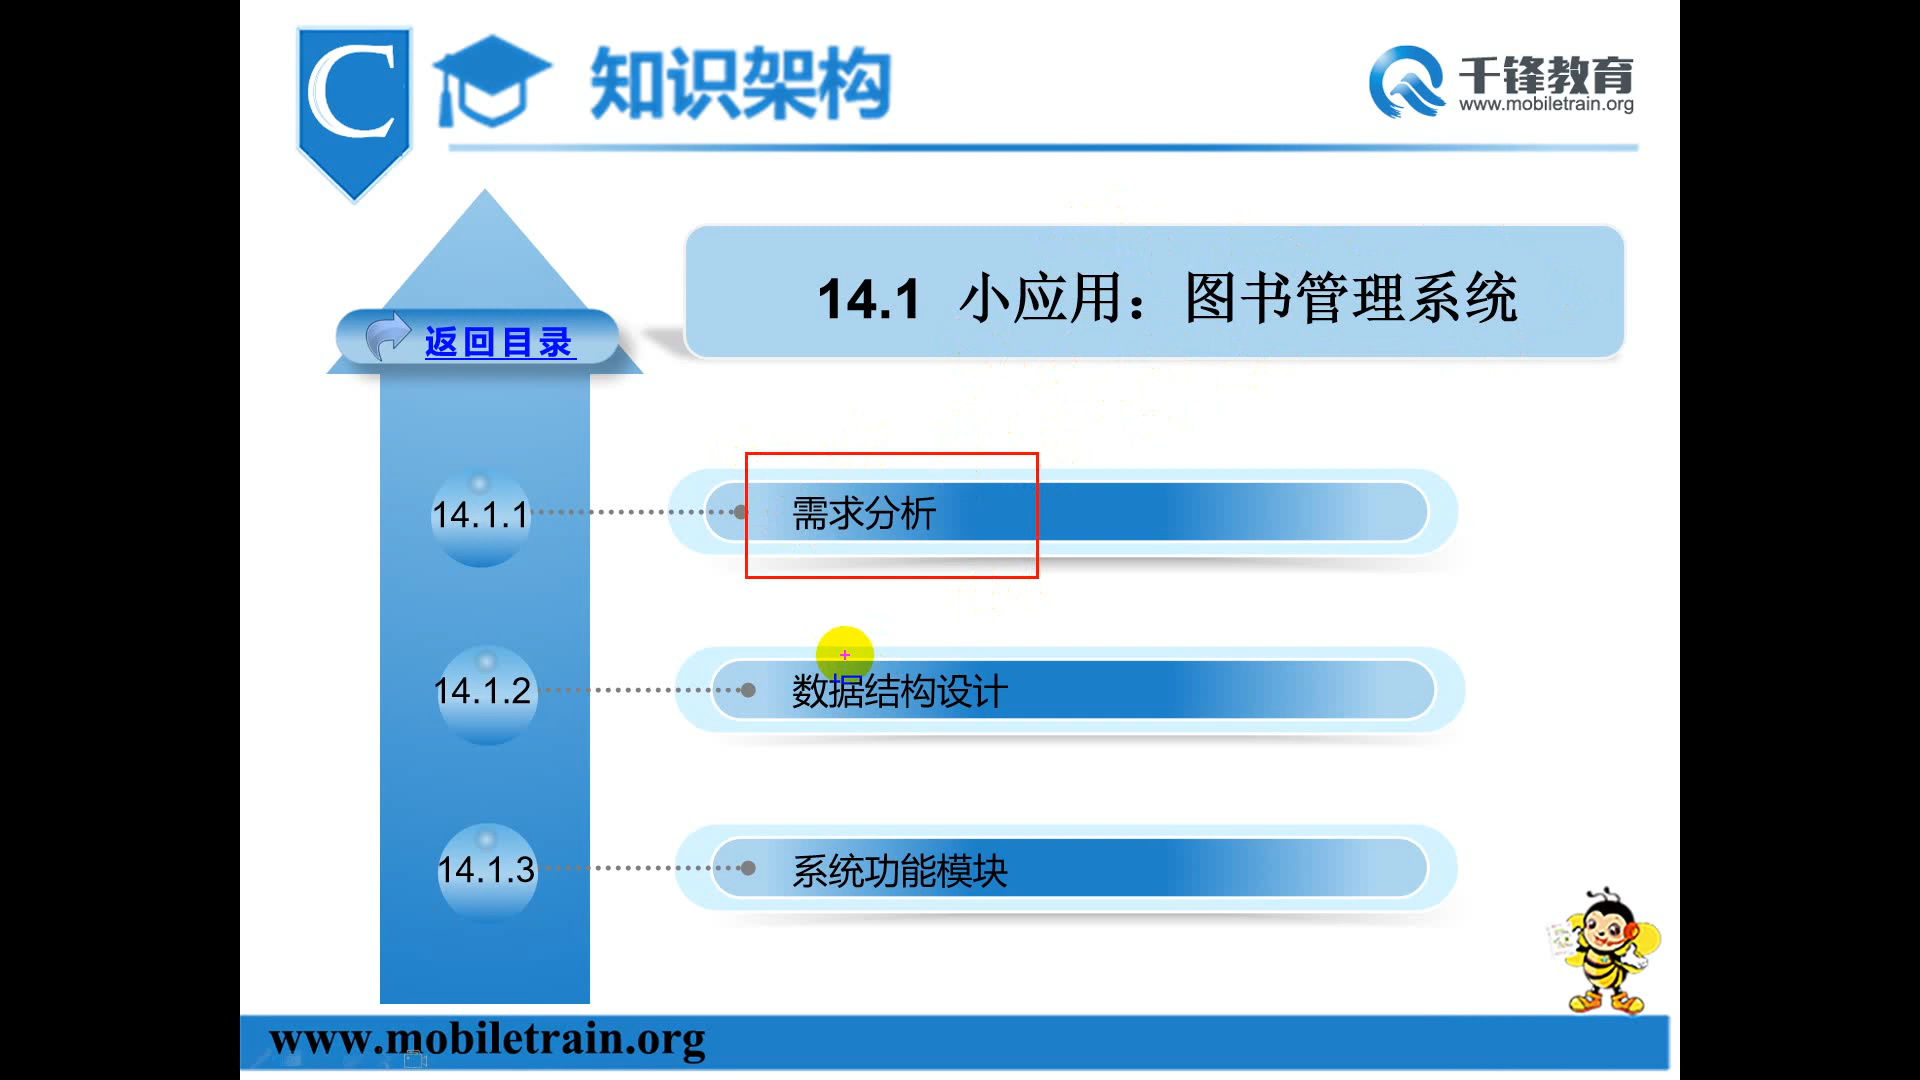 C 知识架构
千锋教育
www.mobiletrain.org
14.1 小应用：图书管理系统
返回目录
14.1.1 需求分析
14.1.2 数据结构设计
14.1.3 系统功能模块
www.mobiletrain.org